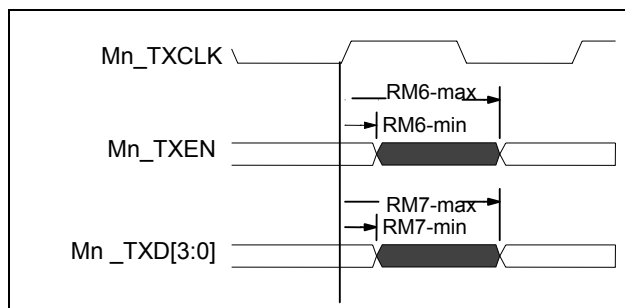 Mn_TXCLK
RM6-max
RM6-min
Mn_TXEN
RM7-max
RM7-min
Mn _TXD[3:0]